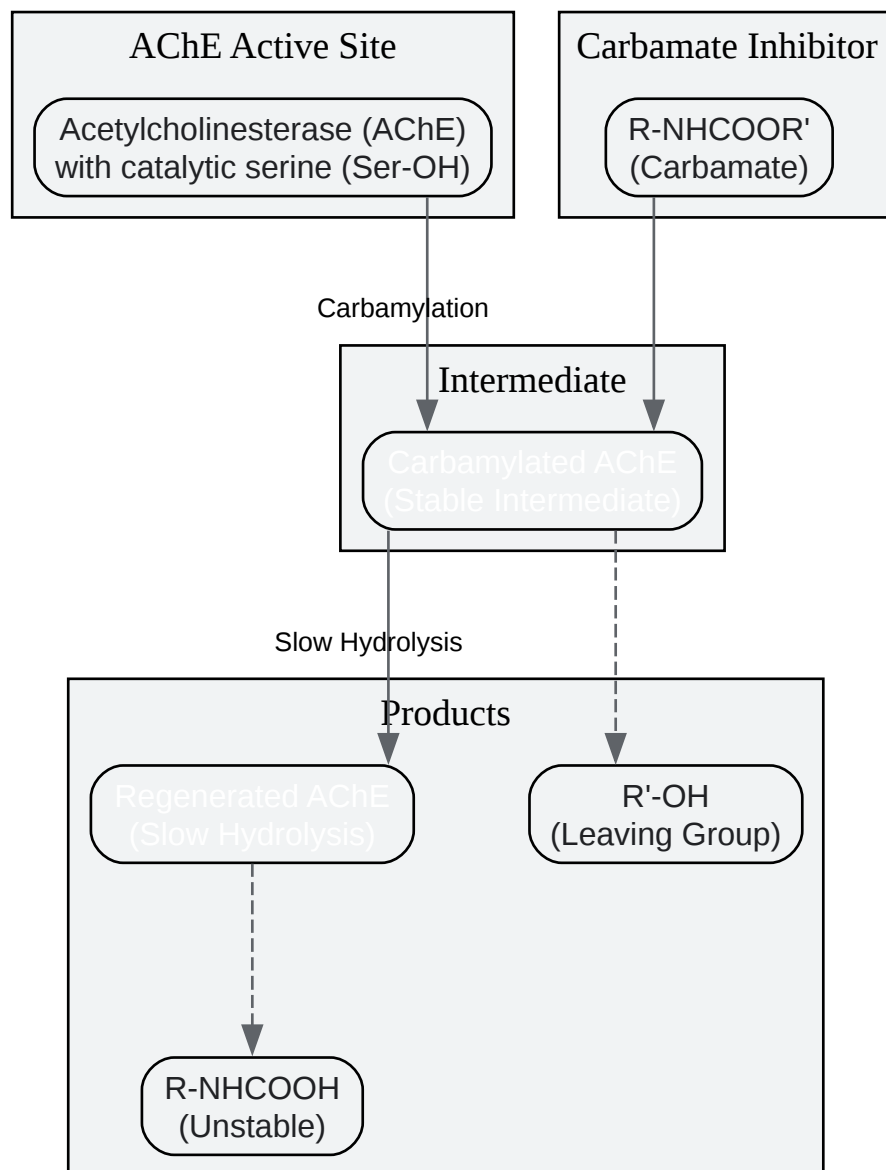 AChE Active Site
Carbamate Inhibitor
Acetylcholinesterase (AChE)
with catalytic serine (Ser-OH)
R-NHCOOR'
(Carbamate)
Carbamylation
Intermediate
Carbamylated AChE
(Stable Intermediate)
Slow Hydrolysis
Products
Regenerated AChE
(Slow Hydrolysis)
R'-OH
(Leaving Group)
R-NHCOOH
(Unstable)